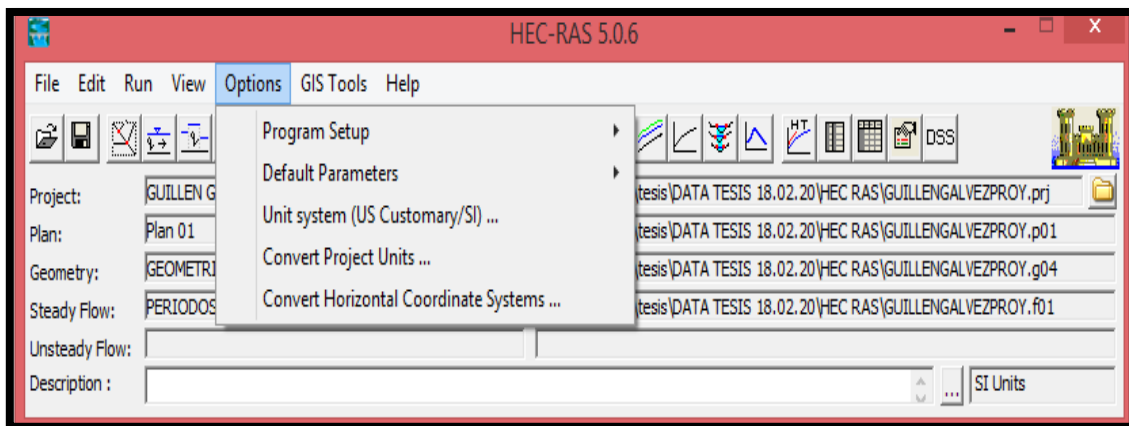 HEC-RAS 5.0.6
X
File Edit Run View Options GIS Tools Help
HT DSS
Program Setup
Default Parameters
Unit system (US Customary/SI) ...
Convert Project Units ...
Convert Horizontal Coordinate Systems ...
Project: GUILLEN G \tesis\DATA TESIS 18.02.20\HEC RAS\GUILLENGALVEZPROY.prj
Plan: Plan 01 \tesis\DATA TESIS 18.02.20\HEC RAS\GUILLENGALVEZPROY.p01
Geometry: GEOMETRI \tesis\DATA TESIS 18.02.20\HEC RAS\GUILLENGALVEZPROY.g04
Steady Flow: PERIODOS \tesis\DATA TESIS 18.02.20\HEC RAS\GUILLENGALVEZPROY.f01
Unsteady Flow:
Description : ... SI Units